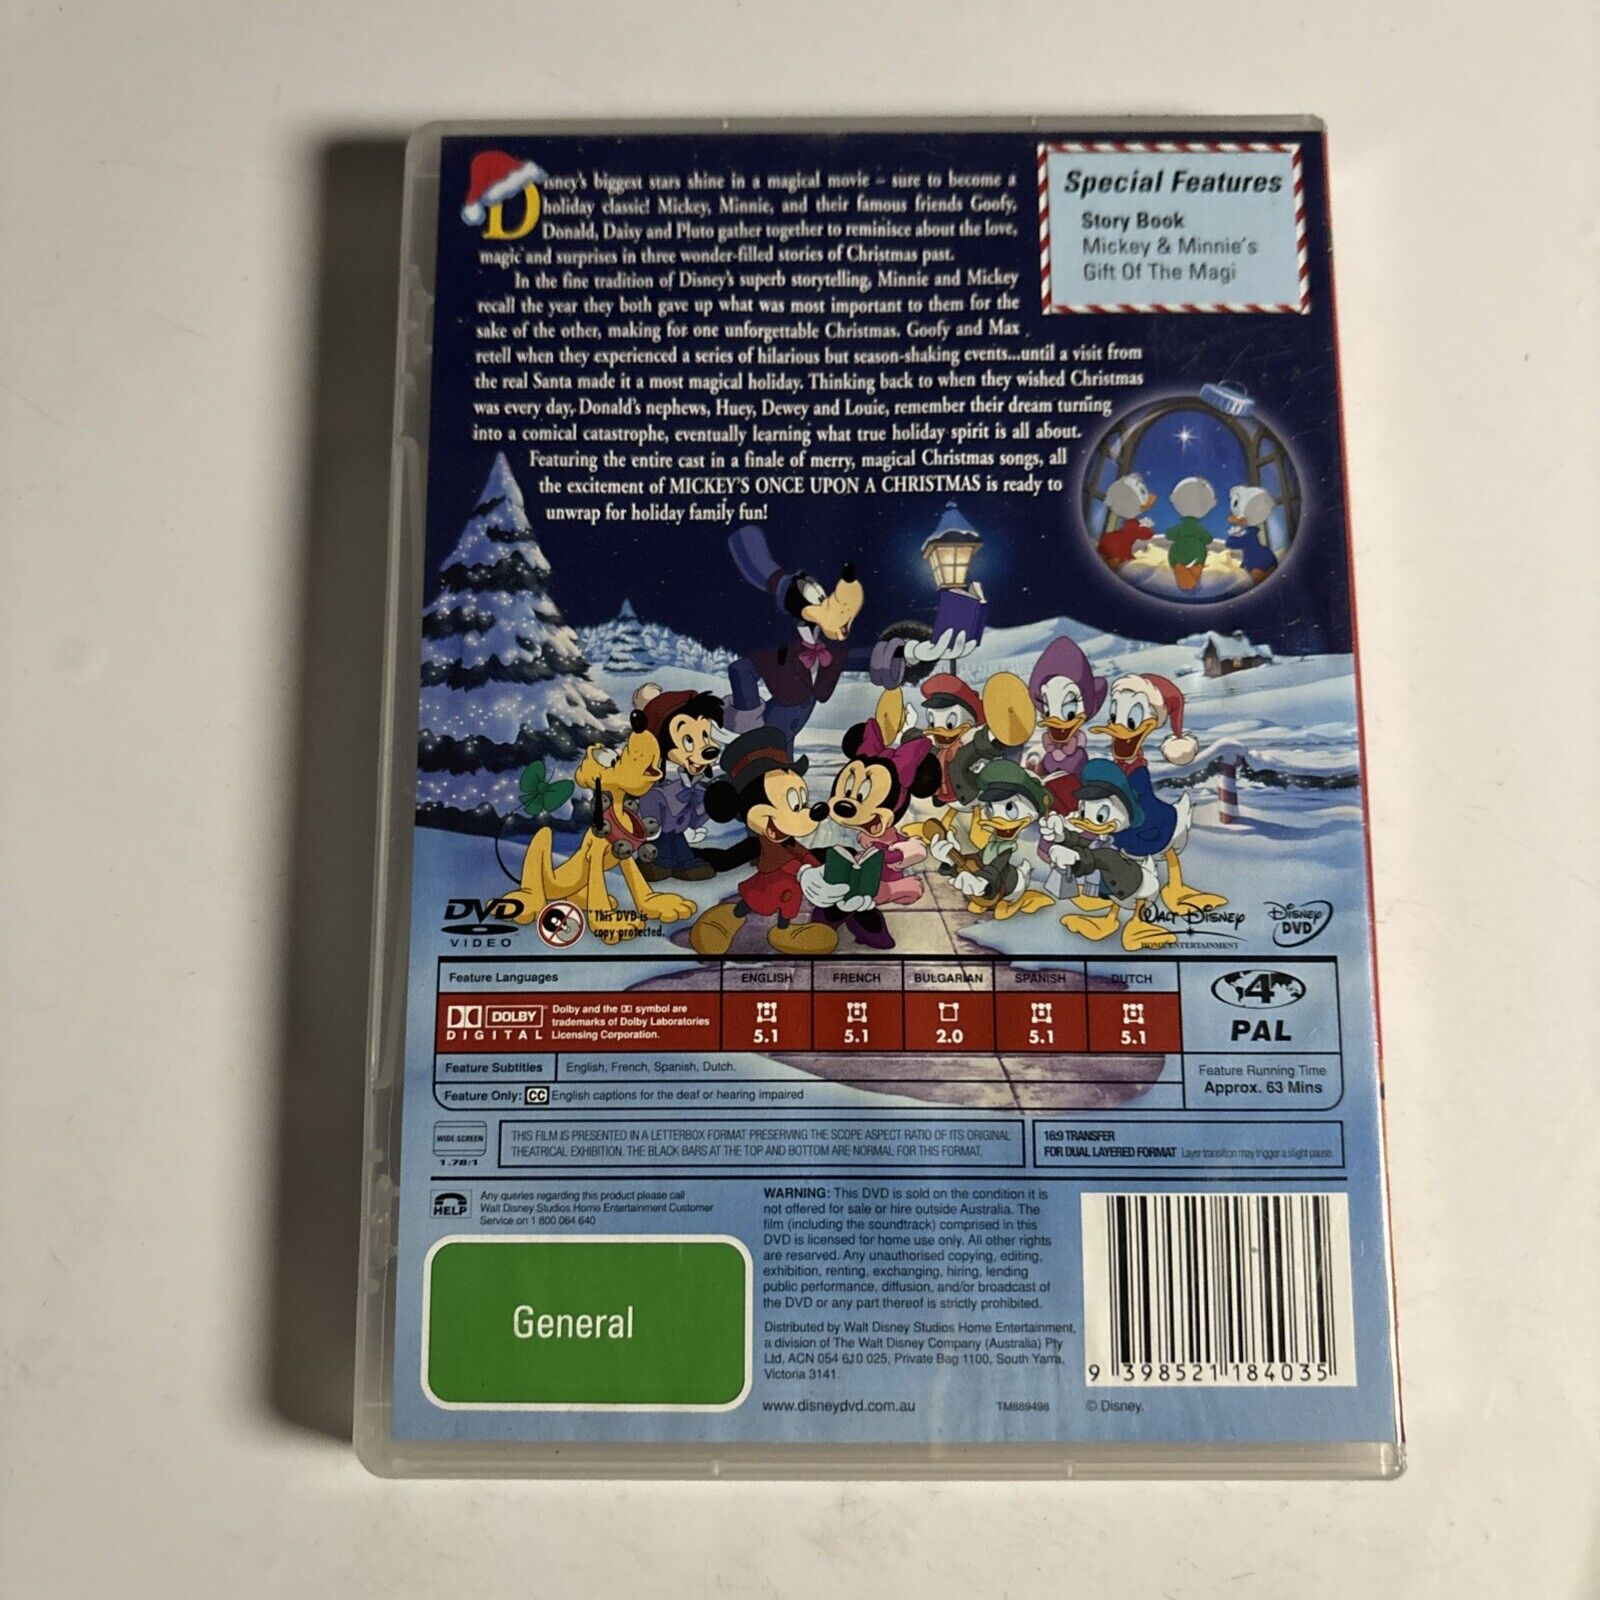 Disney's biggest stars shine in a magical movie – sure to become a
holiday classic! Mickey, Minnie, and their famous friends Goofy,
Donald, Daisy and Pluto gather together to reminisce about the love,
magic and surprises in three wonder-filled stories of Christmas past.
In the fine tradition of Disney's superb storytelling, Minnie and Mickey
recall the year they both gave up what was most important to them for the
sake of the other, making for one unforgettable Christmas. Goofy and Max
retell when they experienced a series of hilarious but season-shaking events...until a visit from
the real Santa made it a most magical holiday. Thinking back to when they wished Christmas
was every day, Donald's nephews, Huey, Dewey and Louie, remember their dream turning
into a comical catastrophe, eventually learning what true holiday spirit is all about.
Featuring the entire cast in a finale of merry, magical Christmas songs, all
the excitement of MICKEY'S ONCE UPON A CHRISTMAS is ready to
unwrap for holiday family fun!
Special Features
Story Book
Mickey & Minnie's
Gift Of The Magi
DVD
VIDEO
This DVD is
copy protected.
WALT DISNEY
HOME ENTERTAINMENT
DISNEY
DVD
Feature Languages ENGLISH FRENCH BULGARIAN SPANISH DUTCH
DOLBY
DIGITAL
Dolby and the DD symbol are
trademarks of Dolby Laboratories
Licensing Corporation.
5.1 5.1 2.0 5.1 5.1
4
PAL
Feature Subtitles English, French, Spanish, Dutch.
Feature Only: CC English captions for the deaf or hearing impaired
Feature Running Time
Approx. 63 Mins
WIDE SCREEN
1.78:1
THIS FILM IS PRESENTED IN A LETTERBOX FORMAT PRESERVING THE SCOPE ASPECT RATIO OF ITS ORIGINAL
THEATRICAL EXHIBITION. THE BLACK BARS AT THE TOP AND BOTTOM ARE NORMAL FOR THIS FORMAT.
16:9 TRANSFER
FOR DUAL LAYERED FORMAT Layer transition may trigger a slight pause.
HELP
Any queries regarding this product please call
Walt Disney Studios Home Entertainment Customer
Service on 1 800 064 640
General
WARNING: This DVD is sold on the condition it is
not offered for sale or hire outside Australia. The
film (including the soundtrack) comprised in this
DVD is licensed for home use only. All other rights
are reserved. Any unauthorised copying, editing,
exhibition, renting, exchanging, hiring, lending
public performance, diffusion, and/or broadcast of
the DVD or any part thereof is strictly prohibited.
Distributed by Walt Disney Studios Home Entertainment,
a division of The Walt Disney Company (Australia) Pty
Ltd, ACN 054 610 025, Private Bag 1100, South Yarra,
Victoria 3141.
www.disneydvd.com.au TM889498 © Disney.
9 398521 184035